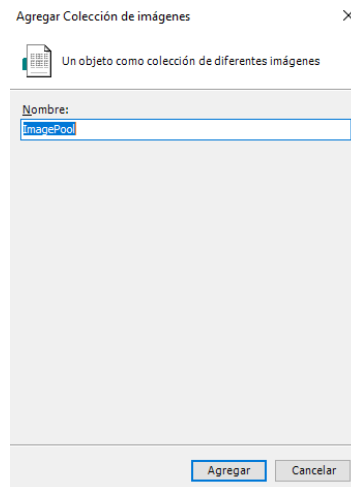 Agregar Colección de imágenes
Un objeto como colección de diferentes imágenes
Nombre:
ImagePool
Agregar
Cancelar